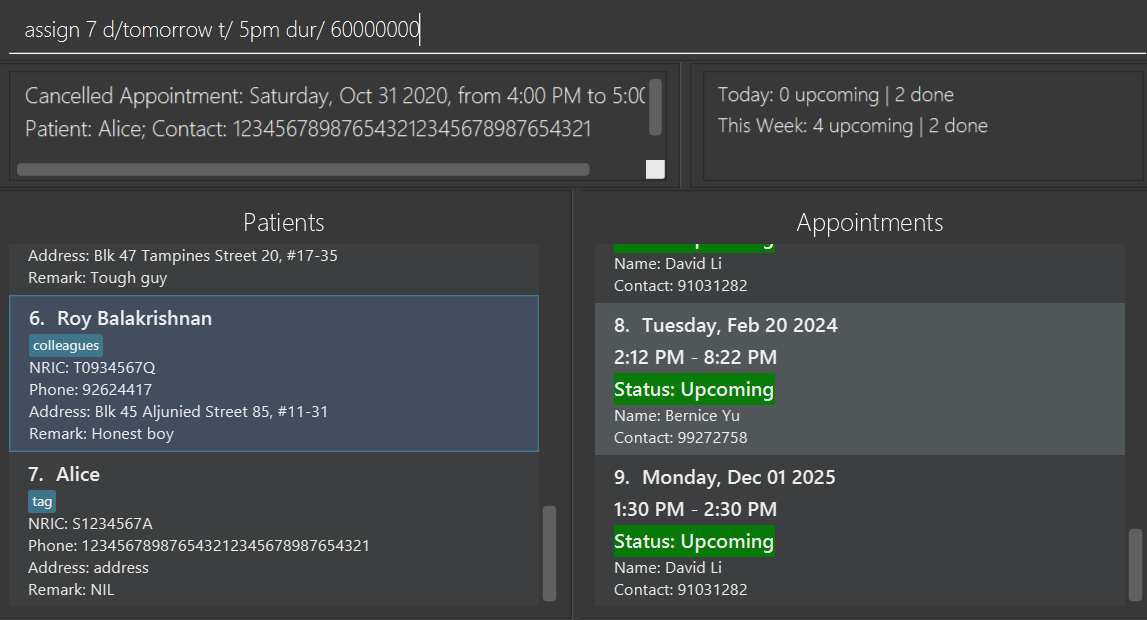 assign 7 d/tomorrow t/ 5pm dur/ 60000000
Cancelled Appointment: Saturday, Oct 31 2020, from 4:00 PM to 5:00
Patient: Alice; Contact: 1234567898765432123456789876543​21
Today: 0 upcoming | 2 done
This Week: 4 upcoming | 2 done
Patients
Address: Blk 47 Tampines Street 20, #17-35
Remark: Tough guy
6. Roy Balakrishnan
colleagues
NRIC: T0934567Q
Phone: 92624417
Address: Blk 45 Aljunied Street 85, #11-31
Remark: Honest boy
7. Alice
tag
NRIC: S1234567A
Phone: 123456789876543212345678987654321
Address: address
Remark: NIL
Appointments
Name: David Li
Contact: 91031282
8. Tuesday, Feb 20 2024
2:12 PM - 8:22 PM
Status: Upcoming
Name: Bernice Yu
Contact: 99272758
9. Monday, Dec 01 2025
1:30 PM - 2:30 PM
Status: Upcoming
Name: David Li
Contact: 91031282